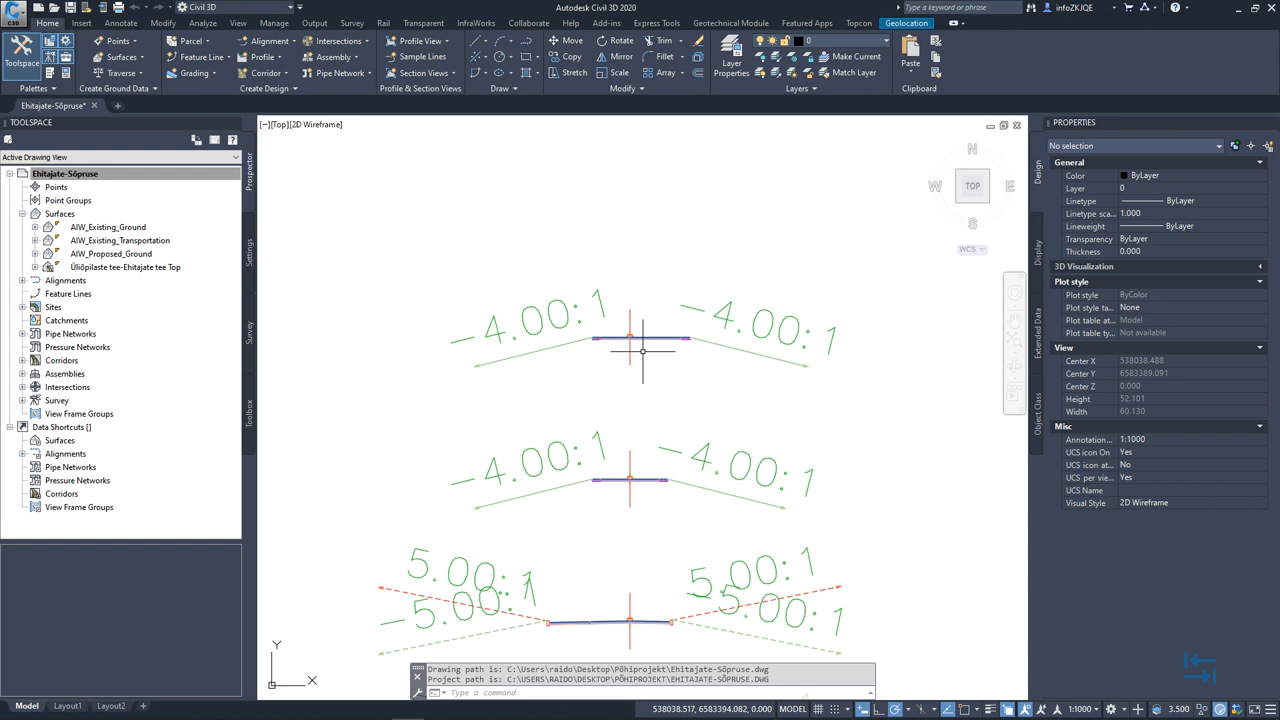 Civil 3D
Autodesk Civil 3D 2020
Type a keyword or phrase
infoZKJQE
Home Insert Annotate Modify Analyze View Manage Output Survey Rail Transparent InfraWorks Collaborate Help Add-ins Express Tools Geotechnical Module Featured Apps Topcon Geolocation
Toolspace
Palettes
Points
Surfaces
Traverse
Create Ground Data
Parcel
Feature Line
Grading
Alignment
Profile
Corridor
Intersections
Assembly
Pipe Network
Create Design
Profile View
Sample Lines
Section Views
Profile & Section Views
Draw
Move
Copy
Stretch
Rotate
Mirror
Scale
Trim
Fillet
Array
Modify
Layer
Properties
0
Make Current
Match Layer
Layers
Paste
Clipboard
Ehitajate-Sõpruse*
TOOLSPACE
Active Drawing View
Ehitajate-Sõpruse
Points
Point Groups
Surfaces
AIW_Existing_Ground
AIW_Existing_Transportation
AIW_Proposed_Ground
Üliõpilaste tee-Ehitajate tee Top
Alignments
Feature Lines
Sites
Catchments
Pipe Networks
Pressure Networks
Corridors
Assemblies
Intersections
Survey
View Frame Groups
Data Shortcuts []
Surfaces
Alignments
Pipe Networks
Pressure Networks
Corridors
View Frame Groups
Prospector
Settings
Survey
Toolbox
[−][Top][2D Wireframe]
N
W TOP E
S
WCS
−4.00:1 −4.00:1
−4.00:1 −4.00:1
5.00:1 5.00:1
−5.00:1 −5.00:1
Y
X
Drawing path is: C:\Users\raido\Desktop\Põhiprojekt\Ehitajate-Sõpruse.dwg
Project path is: C:\USERS\RAIDO\DESKTOP\PÕHIPROJEKT\EHITAJATE-SÕPRUSE.DWG
Type a command
PROPERTIES
No selection
General
Color ByLayer
Layer 0
Linetype ByLayer
Linetype sca... 1.000
Lineweight ByLayer
Transparency ByLayer
Thickness 0.000
3D Visualization
Plot style
Plot style ByColor
Plot style ta... None
Plot table at... Model
Plot table ty... Not available
View
Center X 538038.488
Center Y 6583389.091
Center Z 0.000
Height 52.101
Width 60.130
Misc
Annotation... 1:1000
UCS icon On Yes
UCS icon at... No
UCS per vie... Yes
UCS Name
Visual Style 2D Wireframe
Design
Display
Extended Data
Object Class
Model Layout1 Layout2
538038.517, 6583394.082, 0.000 MODEL
1:1000
3.500